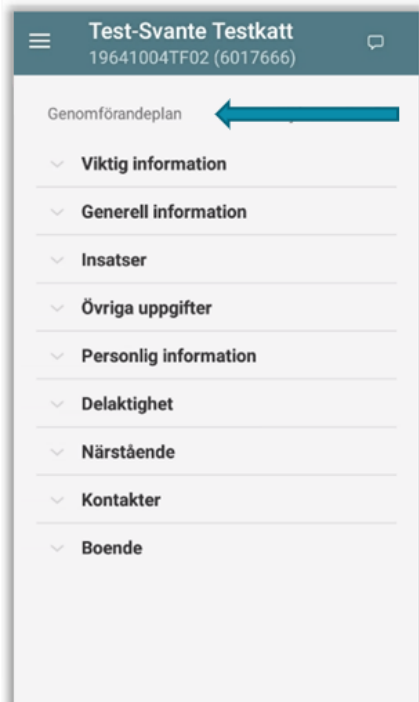 Test-Svante Testkatt
19641004TF02 (6017666)
Genomförandeplan
Viktig information
Generell information
Insatser
Övriga uppgifter
Personlig information
Delaktighet
Närstående
Kontakter
Boende